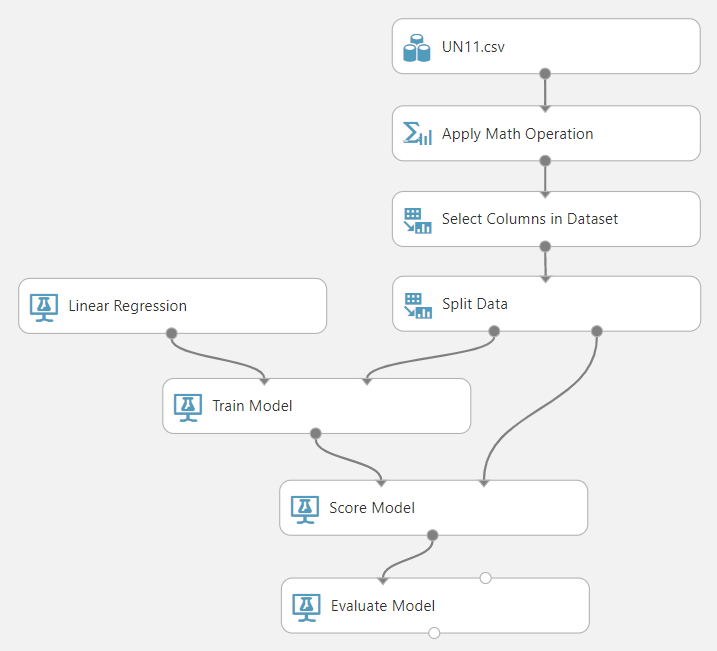 UN11.csv
Apply Math Operation
Select Columns in Dataset
Linear Regression
Split Data
Train Model
Score Model
Evaluate Model